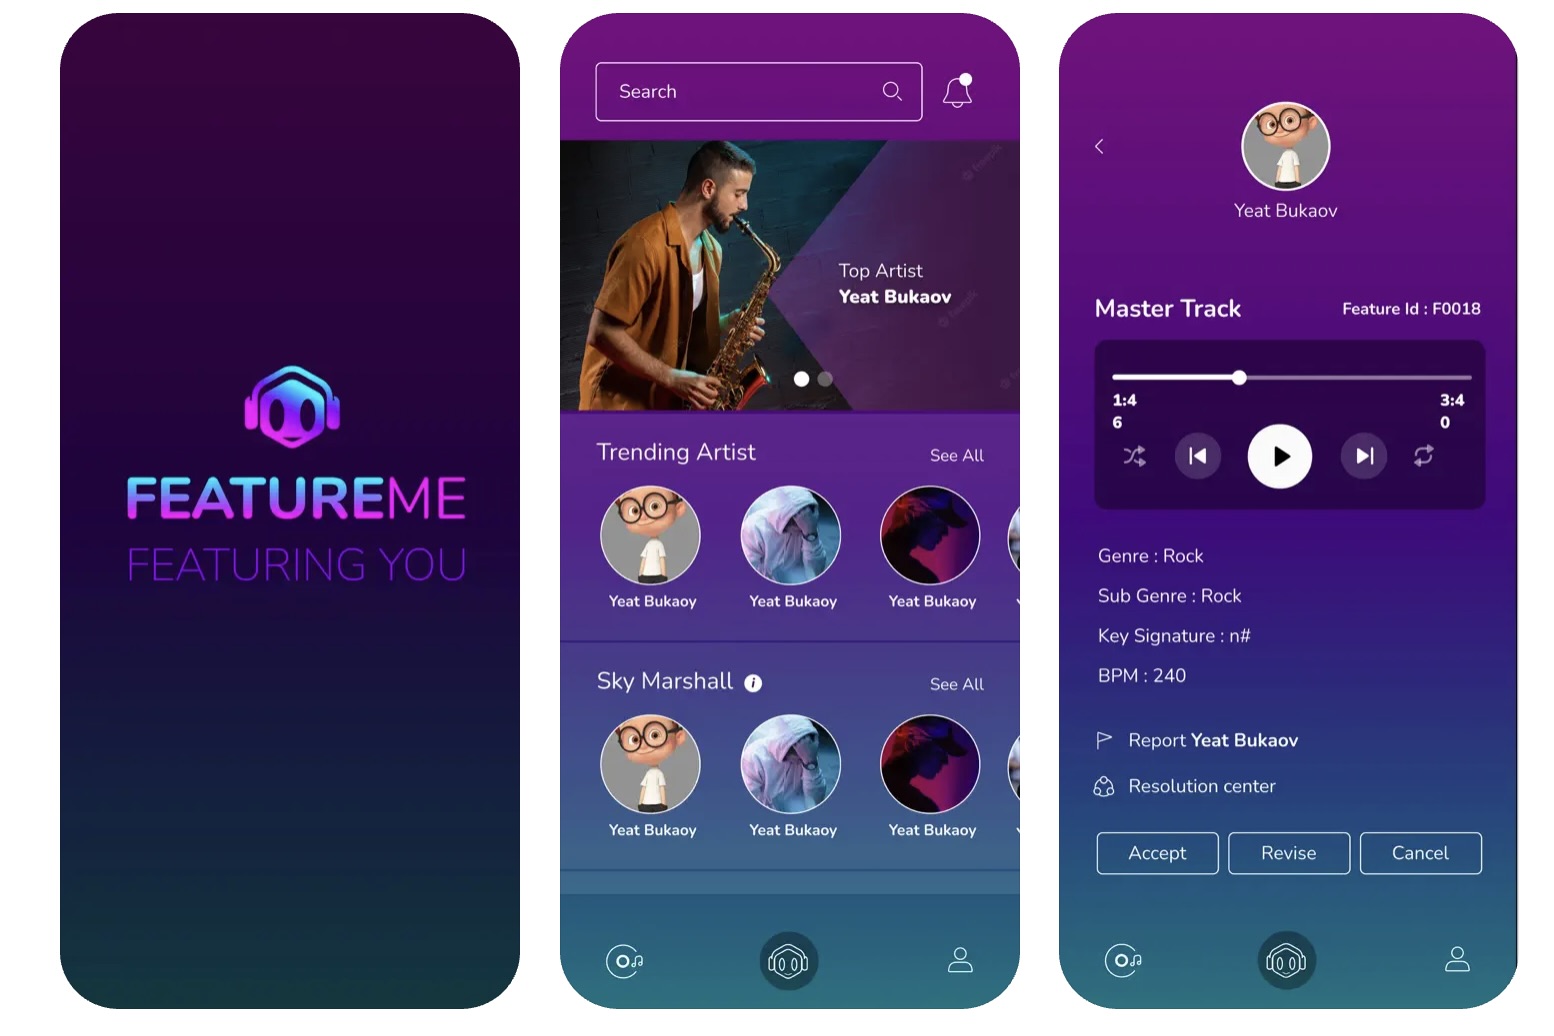 FEATUREME
FEATURING YOU
Search
Top Artist
Yeat Bukaov
Trending Artist
See All
Yeat Bukaoy
Yeat Bukaoy
Yeat Bukaoy
Sky Marshall i
See All
Yeat Bukaoy
Yeat Bukaoy
Yeat Bukaoy
Yeat Bukaov
Master Track
Feature Id : F0018
1:4
6
3:4
0
Genre : Rock
Sub Genre : Rock
Key Signature : n#
BPM : 240
Report Yeat Bukaov
Resolution center
Accept
Revise
Cancel